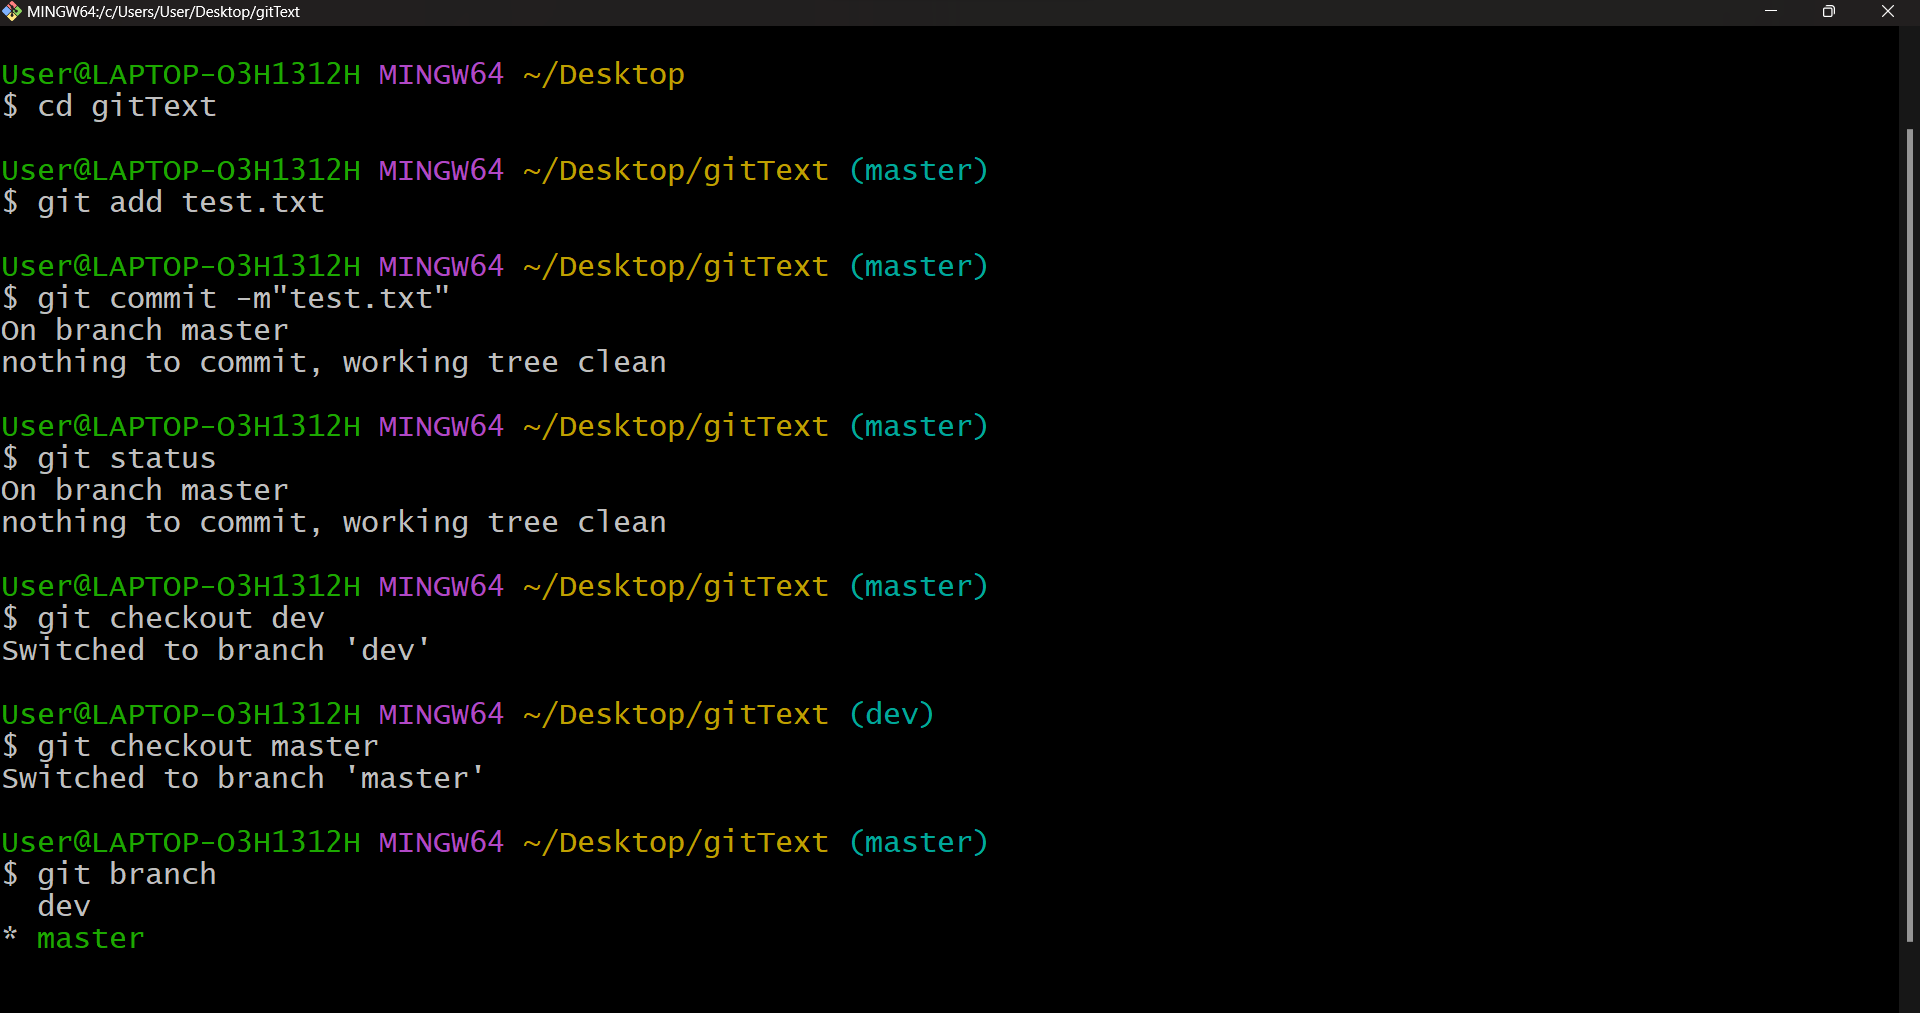 MINGW64:/c/Users/User/Desktop/gitText
User@LAPTOP-O3H1312H MINGW64 ~/Desktop
$ cd gitText
User@LAPTOP-O3H1312H MINGW64 ~/Desktop/gitText (master)
$ git add test.txt
User@LAPTOP-O3H1312H MINGW64 ~/Desktop/gitText (master)
$ git commit -m"test.txt"
On branch master
nothing to commit, working tree clean
User@LAPTOP-O3H1312H MINGW64 ~/Desktop/gitText (master)
$ git status
On branch master
nothing to commit, working tree clean
User@LAPTOP-O3H1312H MINGW64 ~/Desktop/gitText (master)
$ git checkout dev
Switched to branch 'dev'
User@LAPTOP-O3H1312H MINGW64 ~/Desktop/gitText (dev)
$ git checkout master
Switched to branch 'master'
User@LAPTOP-O3H1312H MINGW64 ~/Desktop/gitText (master)
$ git branch
  dev
* master